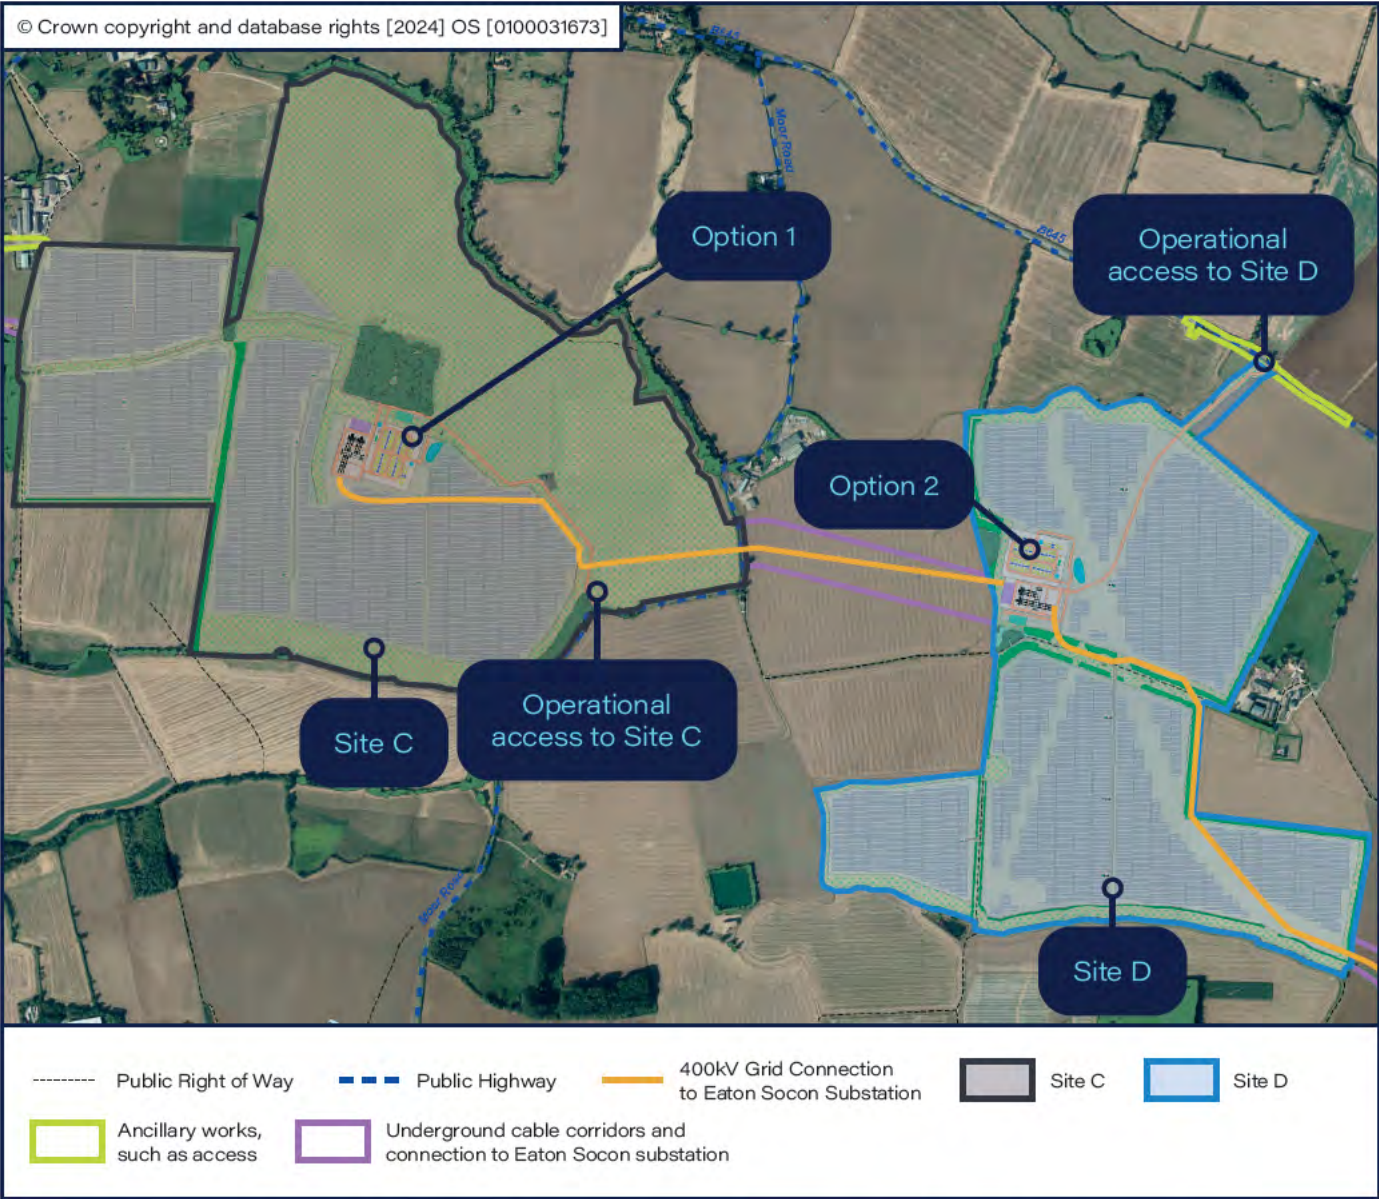 © Crown copyright and database rights [2024] OS [0100031673]
B645
Moor Road
Option 1
B645
Operational
access to Site D
Option 2
Operational
access to Site C
Site C
Moor Road
Site D
Public Right of Way
Public Highway
400kV Grid Connection
to Eaton Socon Substation
Site C
Site D
Ancillary works,
such as access
Underground cable corridors and
connection to Eaton Socon substation